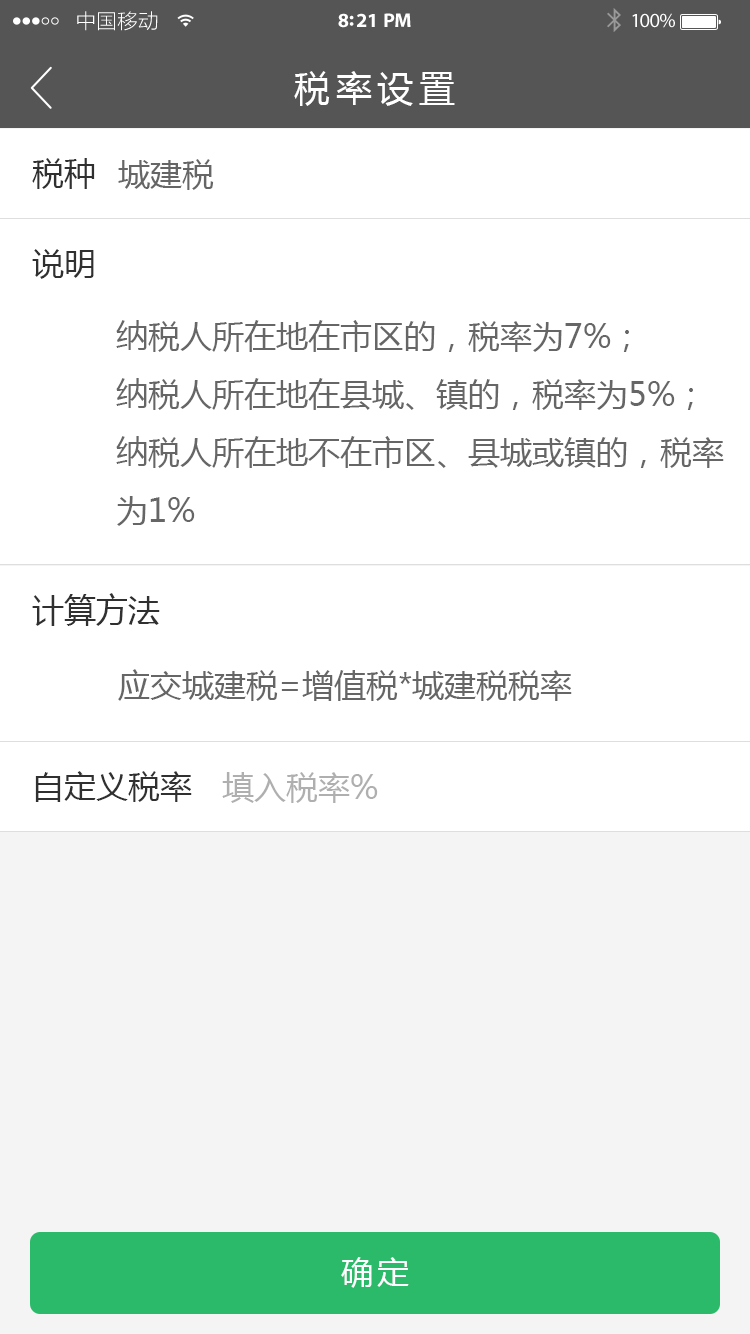 中国移动 8:21 PM 100%
税率设置
税种 城建税
说明
纳税人所在地在市区的，税率为7%；
纳税人所在地在县城、镇的，税率为5%；
纳税人所在地不在市区、县城或镇的，税率
为1%
计算方法
应交城建税=增值税*城建税税率
自定义税率 填入税率%
确定